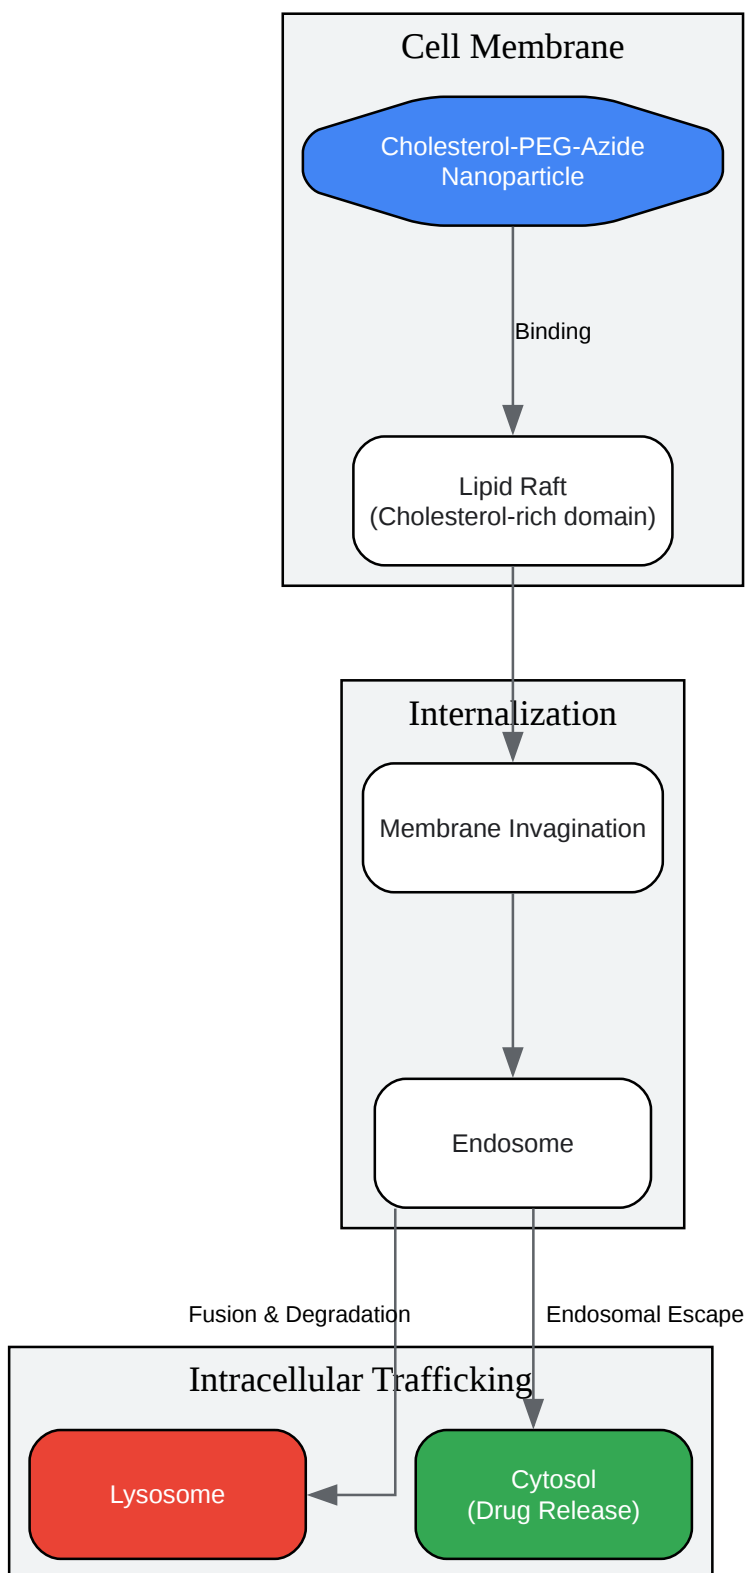 Cell Membrane
Cholesterol-PEG-Azide
Nanoparticle
Binding
Lipid Raft
(Cholesterol-rich domain)
Internalization
Membrane Invagination
Endosome
Fusion & Degradation
Endosomal Escape
Intracellular Trafficking
Lysosome
Cytosol
(Drug Release)